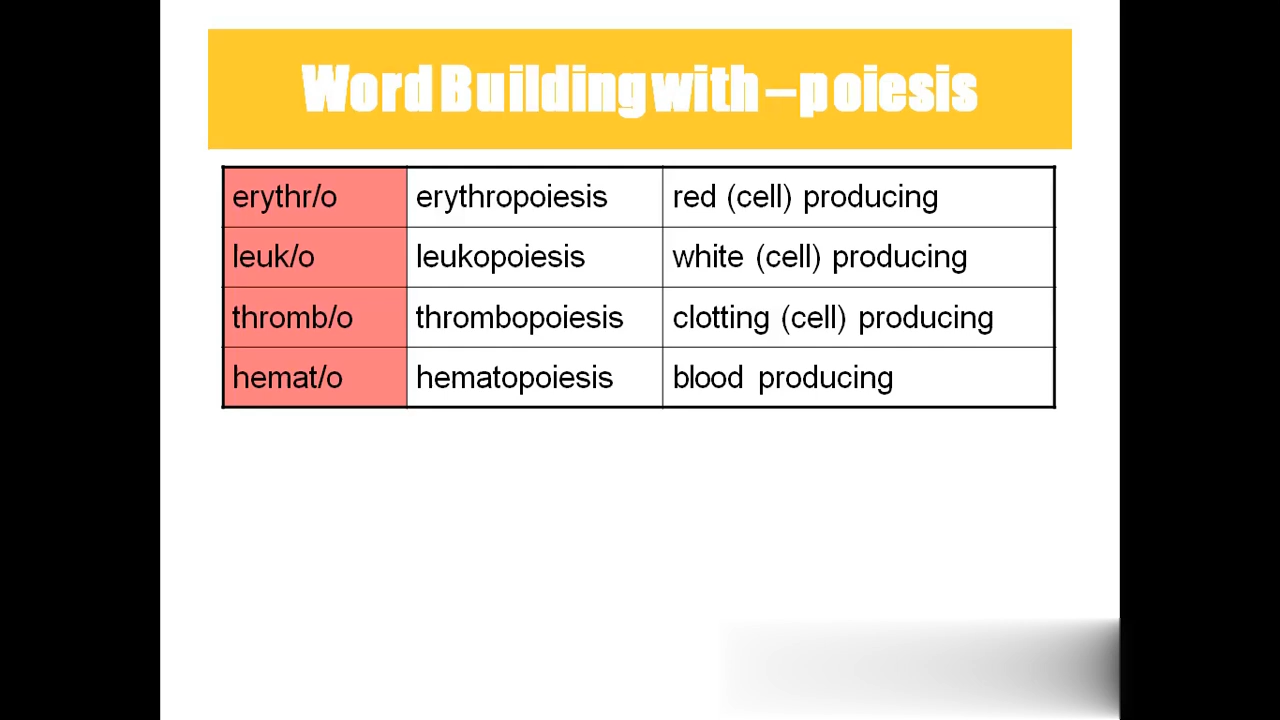 Word Building with –poiesis
erythr/o erythropoiesis red (cell) producing
leuk/o leukopoiesis white (cell) producing
thromb/o thrombopoiesis clotting (cell) producing
hemat/o hematopoiesis blood producing